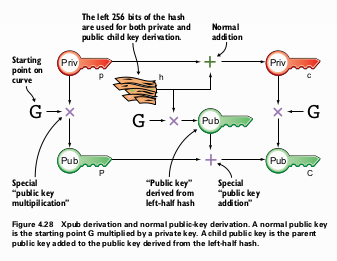 The left 256 bits of the hash
are used for both private and
public child key derivation.
Normal
addition
Starting
point on
curve
Priv
p
h
+
Priv
c
G
×
G
×
Pub
×
G
Pub
P
+
Pub
C
Special
"public key
multipilication"
"Public key"
derived from
left-half hash
Special
"public key
addition"
Figure 4.28 Xpub derivation and normal public-key derivation. A normal public key
is the starting point G multiplied by a private key. A child public key is the parent
public key added to the public key derived from the left-half hash.